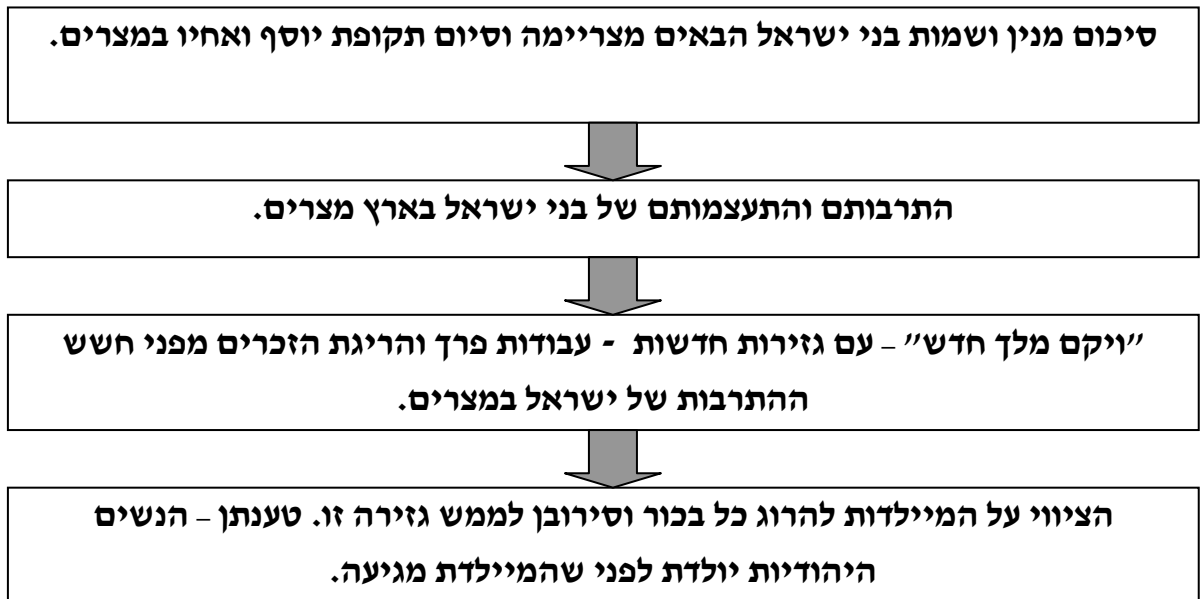 סיכום מנין ושמות בני ישראל הבאים מצריימה וסיום תקופת יוסף ואחיו במצרים.
התרבותם והתעצמותם של בני ישראל בארץ מצרים.
״ויקם מלך חדש״ – עם גזירות חדשות - עבודות פרך והריגת הזכרים מפני חשש
ההתרבות של ישראל במצרים.
הציווי על המיילדות להרוג כל בכור וסירובן לממש גזירה זו. טענתן – הנשים
היהודיות יולדת לפני שהמיילדת מגיעה.